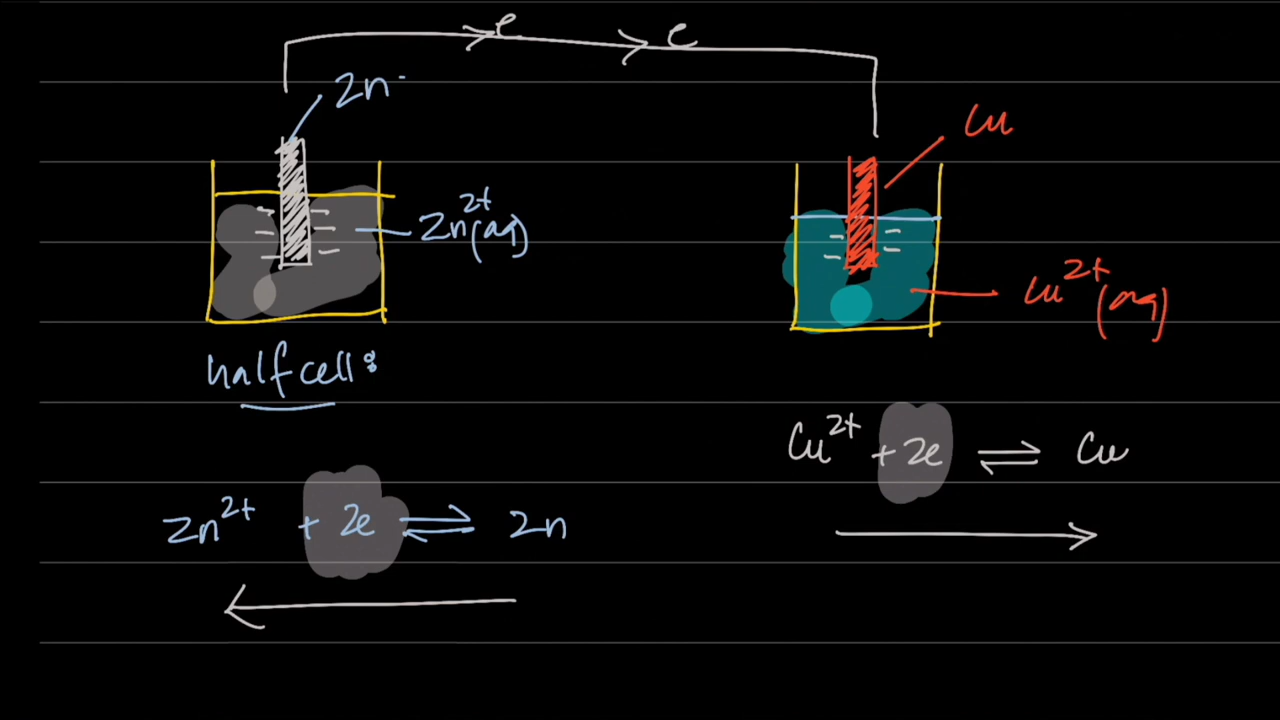 e e
Zn
Cu
Zn²⁺(aq)
Cu²⁺(aq)
half cell:
Cu²⁺ + 2e ⇌ Cu
Zn²⁺ + 2e ⇌ Zn